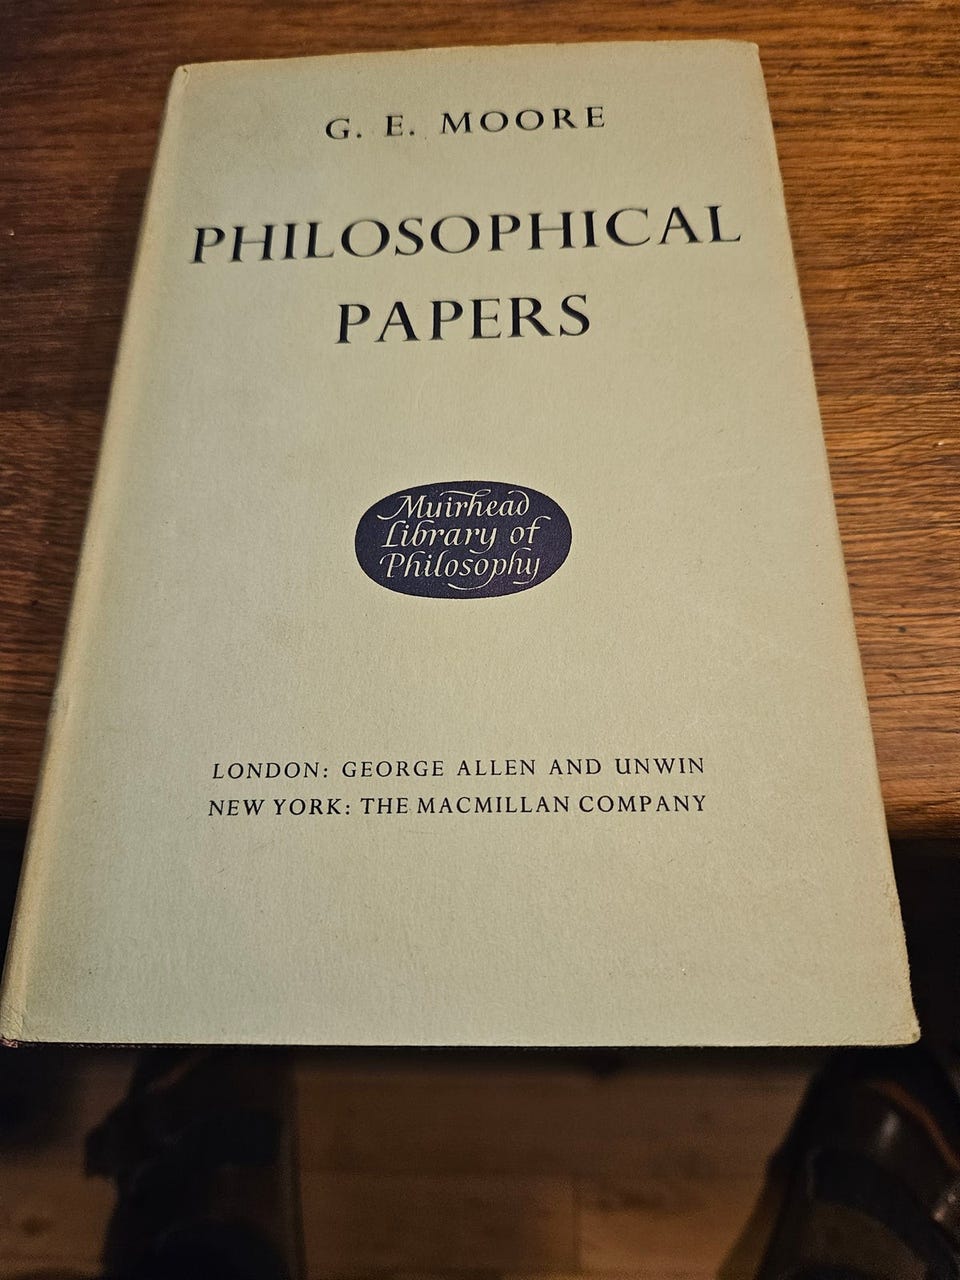 G. E. MOORE
PHILOSOPHICAL
PAPERS
Muirhead
Library of
Philosophy
LONDON: GEORGE ALLEN AND UNWIN
NEW YORK: THE MACMILLAN COMPANY